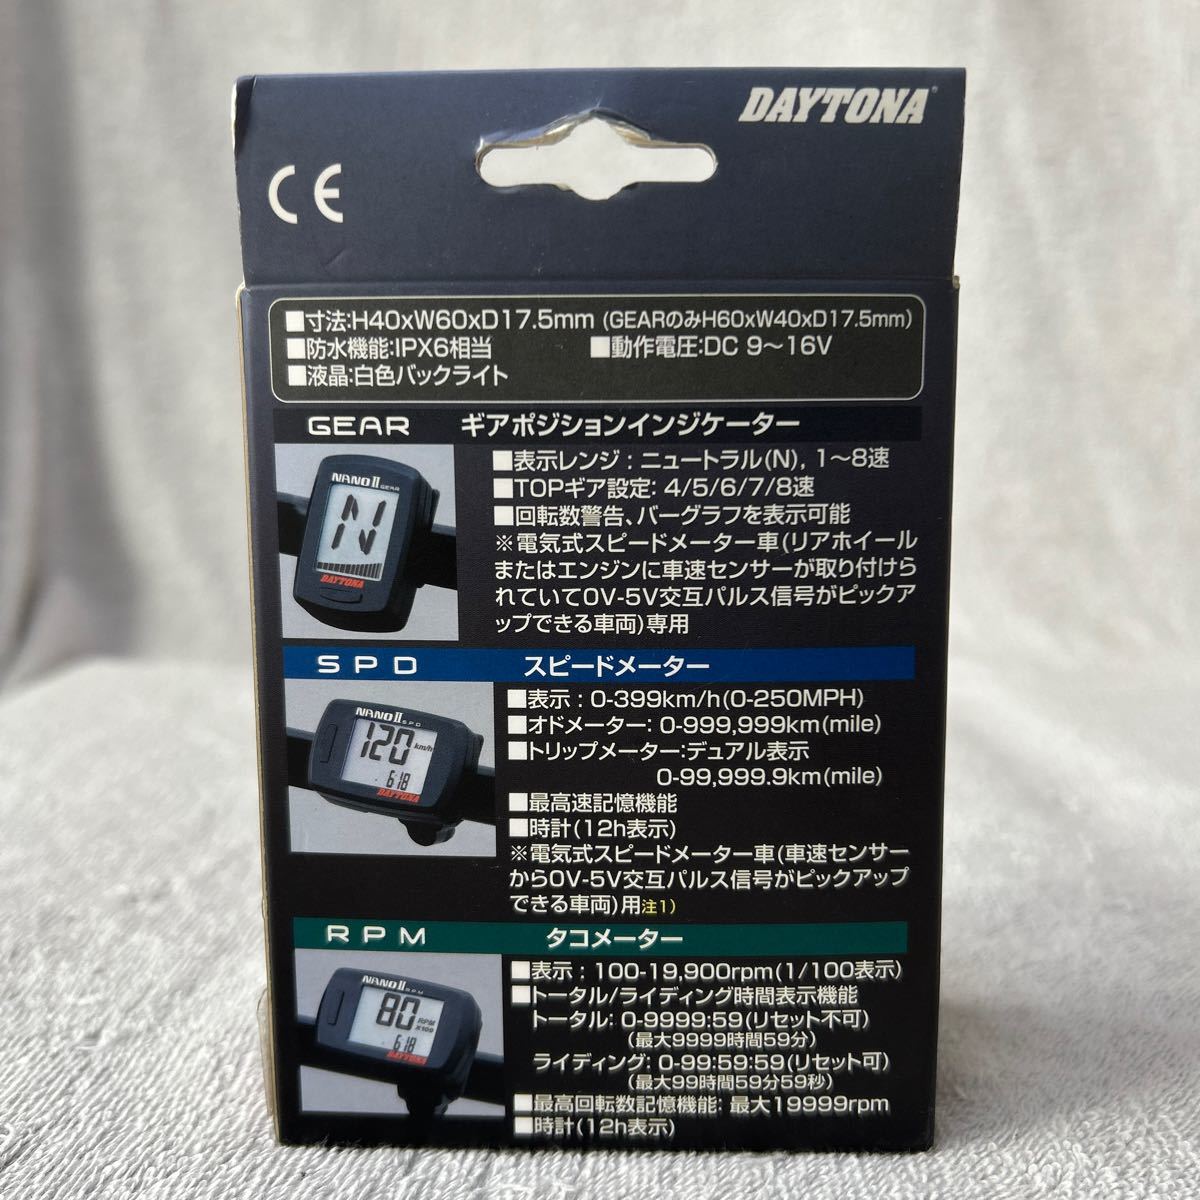 DAYTONA
CE
■寸法:H40xW60xD17.5mm (GEARのみH60xW40xD17.5mm)
■防水機能:IPX6相当 ■動作電圧:DC 9〜16V
■液晶:白色バックライト
GEAR ギアポジションインジケーター
NANOⅡ GEAR
N
DAYTONA
■表示レンジ : ニュートラル(N), 1〜8速
■TOPギア設定: 4/5/6/7/8速
■回転数警告、バーグラフを表示可能
※電気式スピードメーター車(リアホイール
またはエンジンに車速センサーが取り付けら
れていて0V-5V交互パルス信号がピックア
ップできる車両)専用
SPD スピードメーター
NANOⅡ SPD
120 km/h
618
DAYTONA
■表示 : 0-399km/h(0-250MPH)
■オドメーター: 0-999,999km(mile)
■トリップメーター:デュアル表示
0-99,999.9km(mile)
■最高速記憶機能
■時計(12h表示)
※電気式スピードメーター車(車速センサー
から0V-5V交互パルス信号がピックアップ
できる車両)用注1)
RPM タコメーター
NANOⅡ RPM
80 RPM
X100
618
DAYTONA
■表示 : 100-19,900rpm(1/100表示)
■トータル/ライディング時間表示機能
トータル: 0-9999:59(リセット不可)
(最大9999時間59分)
ライディング: 0-99:59:59(リセット可)
(最大99時間59分59秒)
■最高回転数記憶機能: 最大19999rpm
■時計(12h表示)